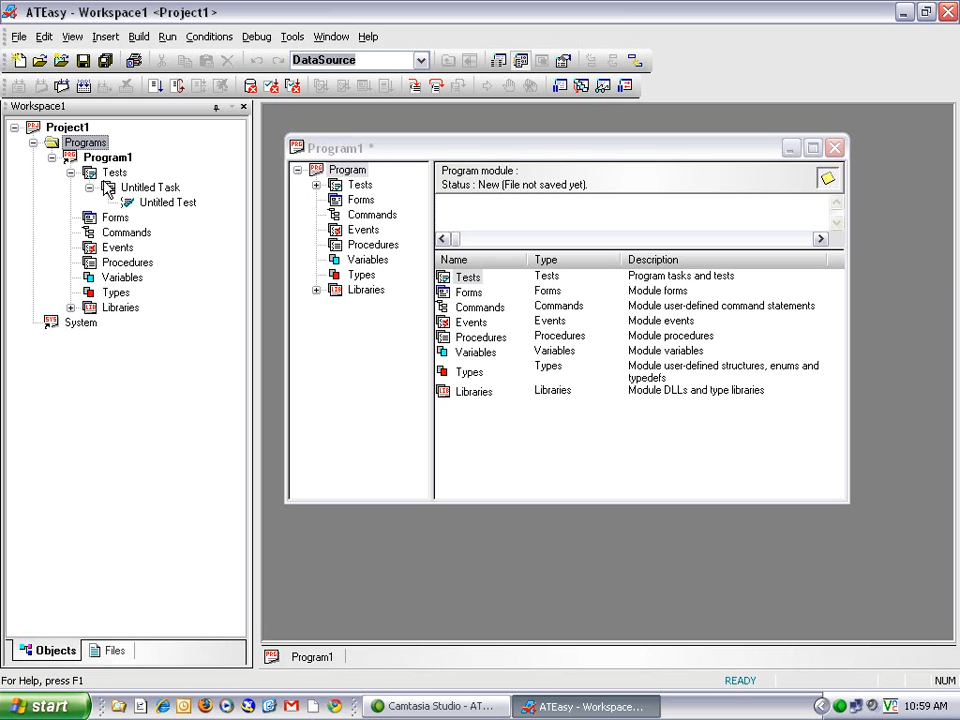 ATEasy - Workspace1 <Project1>
File Edit View Insert Build Run Conditions Debug Tools Window Help
DataSource
Workspace1
Project1
Programs
Program1
Tests
Untitled Task
Untitled Test
Forms
Commands
Events
Procedures
Variables
Types
Libraries
System
Objects Files
Program1 *
Program
Tests
Forms
Commands
Events
Procedures
Variables
Types
Libraries
Program module :
Status : New (File not saved yet).
Name Type Description
Tests Tests Program tasks and tests
Forms Forms Module forms
Commands Commands Module user-defined command statements
Events Events Module events
Procedures Procedures Module procedures
Variables Variables Module variables
Types Types Module user-defined structures, enums and
typedefs
Libraries Libraries Module DLLs and type libraries
Program1
For Help, press F1 READY NUM
start Camtasia Studio - AT... ATEasy - Workspace... 10:59 AM